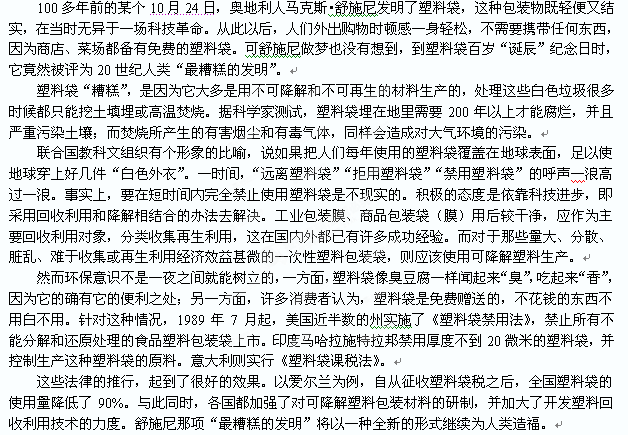 100 多年前的某个 10 月 24 日，奥地利人马克斯•舒施尼发明了塑料袋，这种包装物既轻便又结
实，在当时无异于一场科技革命。从此以后，人们外出购物时顿感一身轻松，不需要携带任何东西，
因为商店、菜场都备有免费的塑料袋。可舒施尼做梦也没有想到，到塑料袋百岁“诞辰”纪念日时，
它竟然被评为 20 世纪人类“最糟糕的发明”。
塑料袋“糟糕”，是因为它大多是用不可降解和不可再生的材料生产的，处理这些白色垃圾很多
时候都只能挖土填埋或高温焚烧。据科学家测试，塑料袋埋在地里需要 200 年以上才能腐烂，并且
严重污染土壤，而焚烧所产生的有害烟尘和有毒气体，同样会造成对大气环境的污染。
联合国教科文组织有个形象的比喻，说如果把人们每年使用的塑料袋覆盖在地球表面，足以使
地球穿上好几件“白色外衣”。一时间，“远离塑料袋”“拒用塑料袋”“禁用塑料袋” 的呼声一浪高
过一浪。事实上，要在短时间内完全禁止使用塑料袋是不现实的。积极的态度是依靠科技进步，即
采用回收利用和降解相结合的办法去解决。工业包装膜、商品包装袋（膜）用后较干净，应作为主
要回收利用对象，分类收集再生利用，这在国内外都已有许多成功经验。而对于那些量大、分散、
脏乱、难于收集或再生利用经济效益甚微的一次性塑料包装袋，则应该使用可降解塑料生产。
然而环保意识不是一夜之间就能树立的，一方面，塑料袋像臭豆腐一样闻起来“臭”，吃起来“香”，
因为它的确有它的便利之处；另一方面，许多消费者认为，塑料袋是免费赠送的，不花钱的东西不
用白不用。针对这种情况，1989 年 7 月起，美国近半数的州实施了《塑料袋禁用法》，禁止所有不
能分解和还原处理的食品塑料包装袋上市。印度马哈拉施特拉邦禁用厚度不到 20 微米的塑料袋，并
控制生产这种塑料袋的原料。意大利则实行《塑料袋课税法》。
这些法律的推行，起到了很好的效果。以爱尔兰为例，自从征收塑料袋税之后，全国塑料袋的
使用量降低了 90%。与此同时，各国都加强了对可降解塑料包装材料的研制，并加大了开发塑料回
收利用技术的力度。舒施尼那项“最糟糕的发明”将以一种全新的形式继续为人类造福。